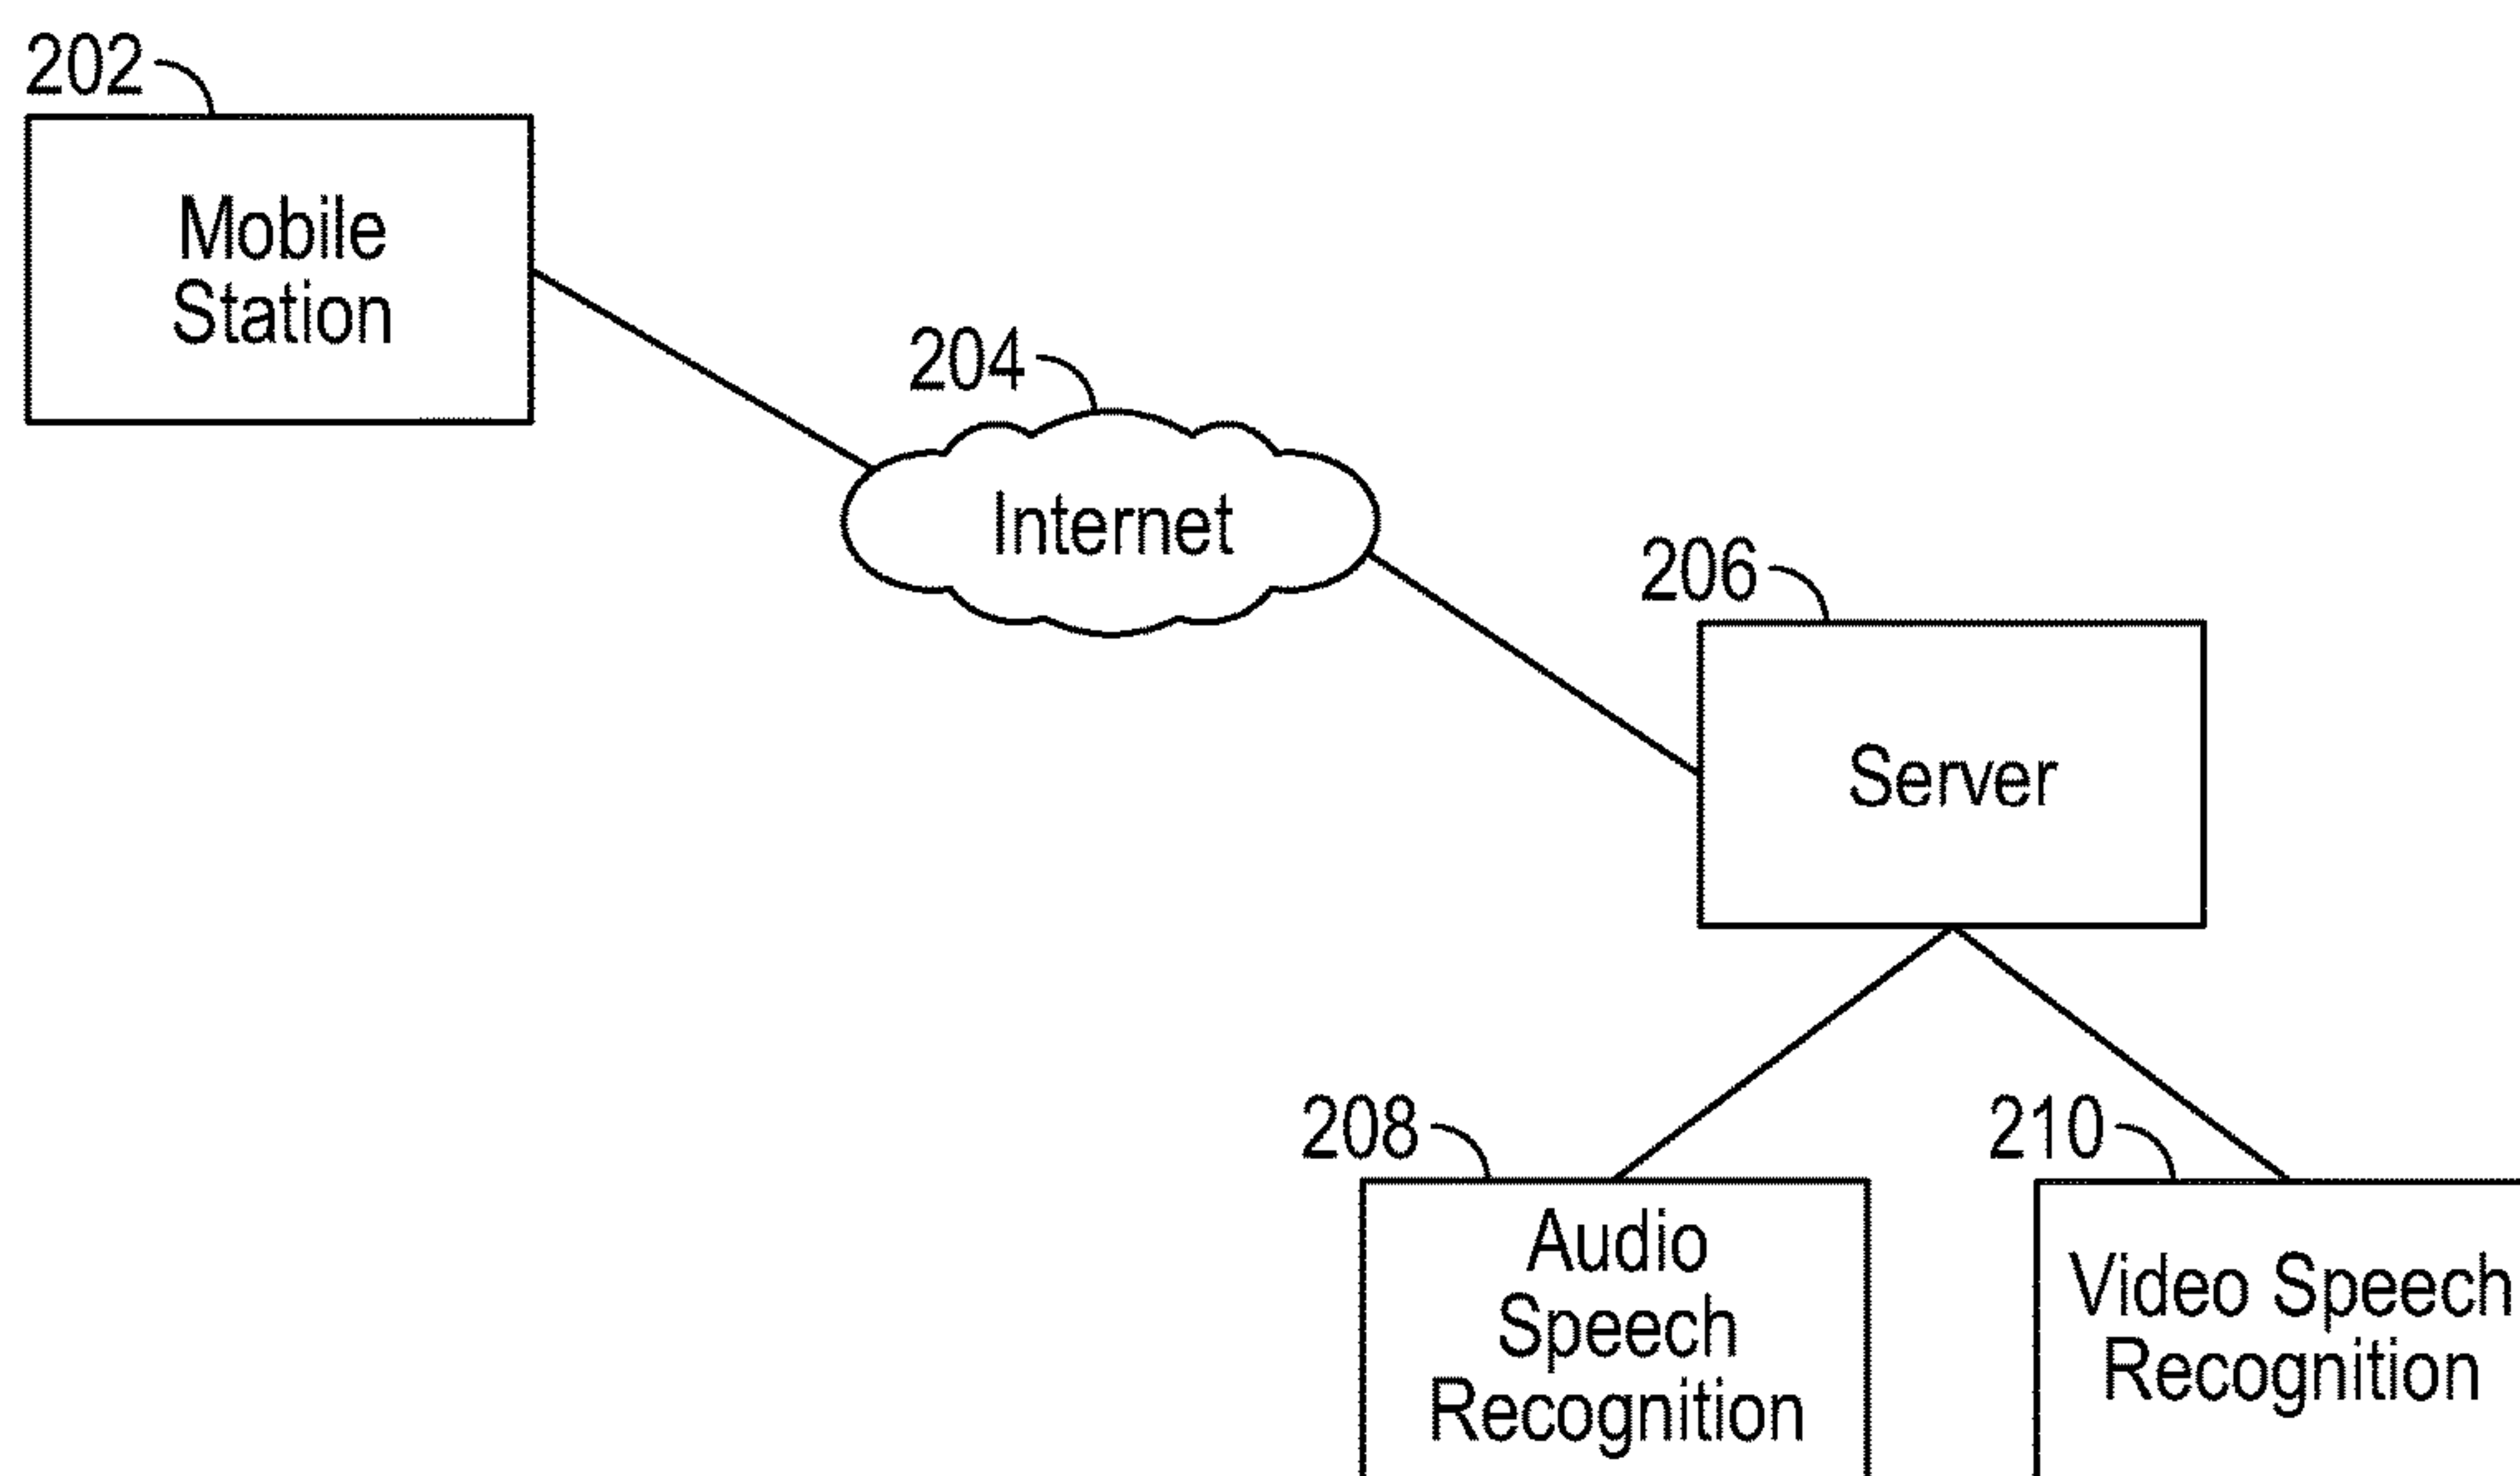 202
Mobile
Station
204
Internet
206
Server
208
Audio
Speech
Recognition
210
Video Speech
Recognition